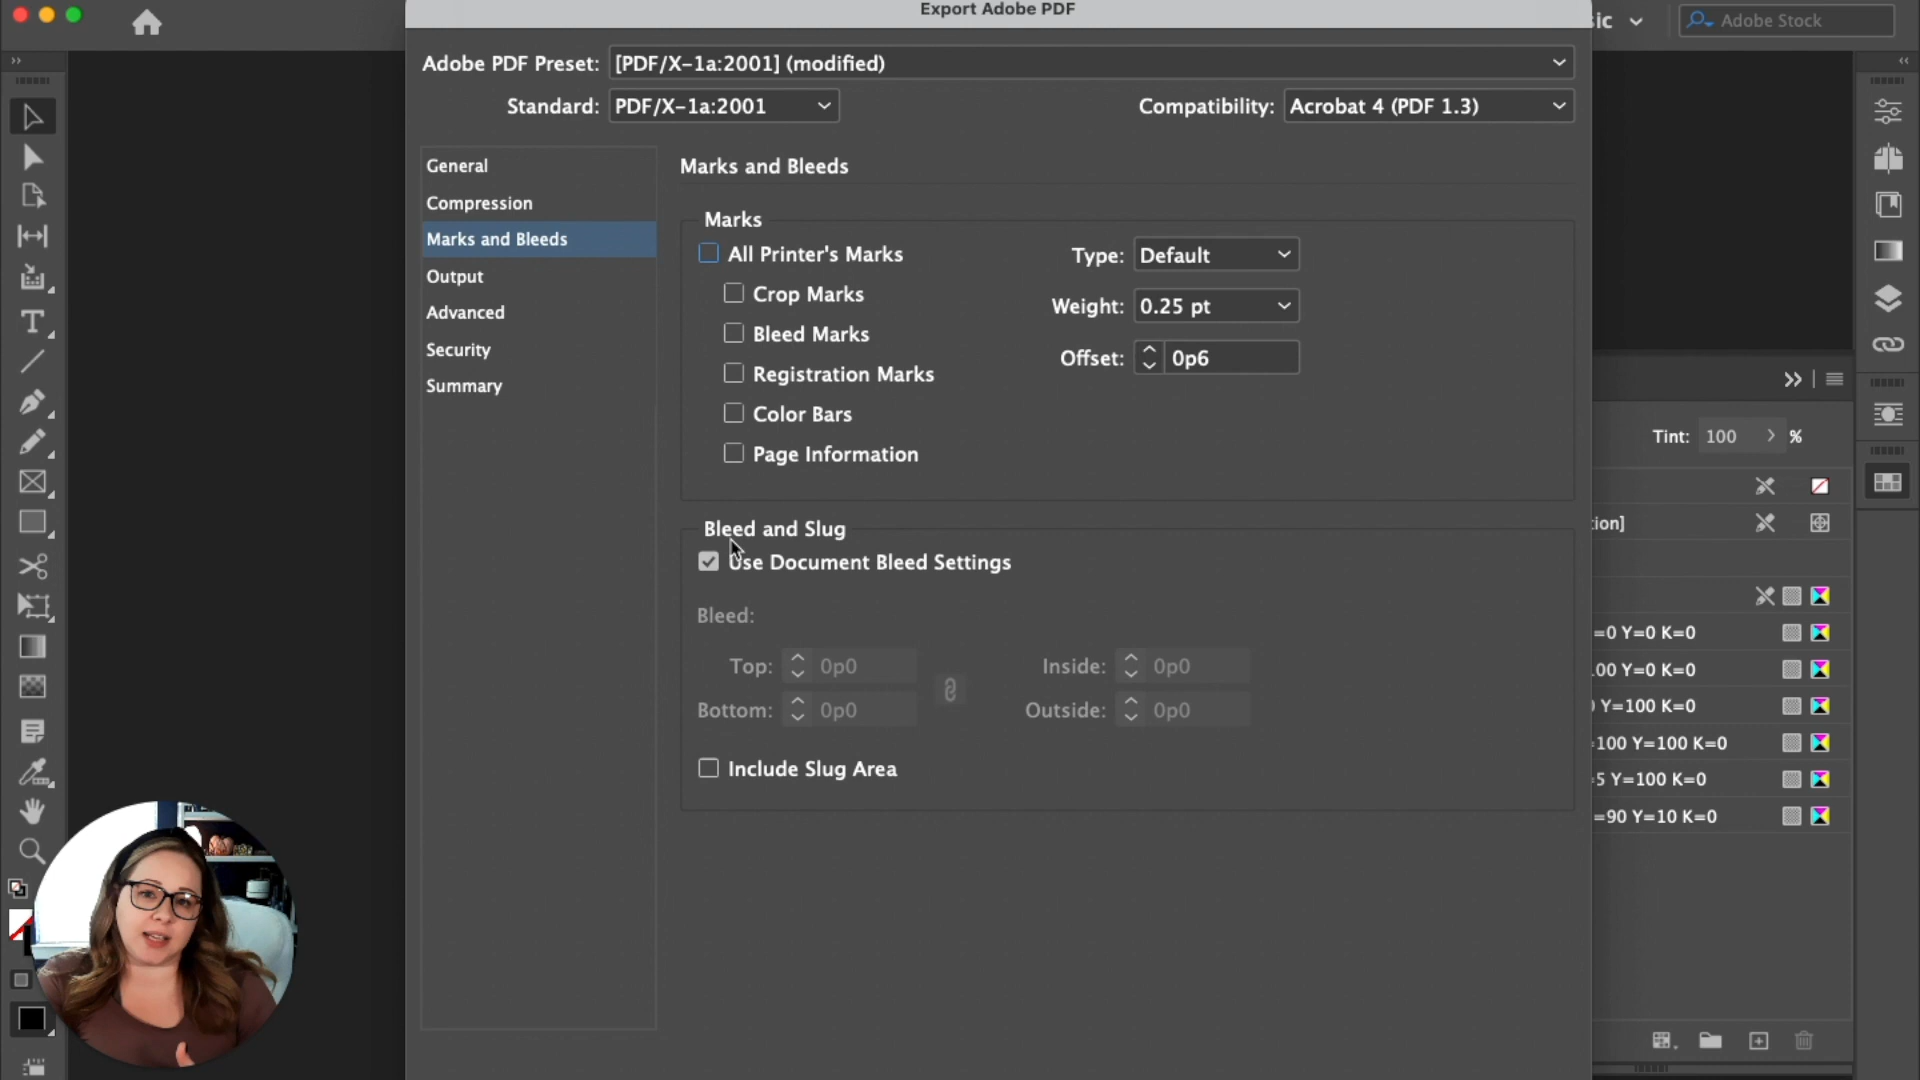 Export Adobe PDF
ic
Adobe Stock
Adobe PDF Preset: [PDF/X-1a:2001] (modified)
Standard: PDF/X-1a:2001
Compatibility: Acrobat 4 (PDF 1.3)
General
Compression
Marks and Bleeds
Output
Advanced
Security
Summary
Marks and Bleeds
Marks
All Printer's Marks
Crop Marks
Bleed Marks
Registration Marks
Color Bars
Page Information
Type: Default
Weight: 0.25 pt
Offset: 0p6
Bleed and Slug
Use Document Bleed Settings
Bleed:
Top: 0p0
Bottom: 0p0
Inside: 0p0
Outside: 0p0
Include Slug Area
Tint: 100 > %
ion]
=0 Y=0 K=0
00 Y=0 K=0
Y=100 K=0
100 Y=100 K=0
5 Y=100 K=0
=90 Y=10 K=0